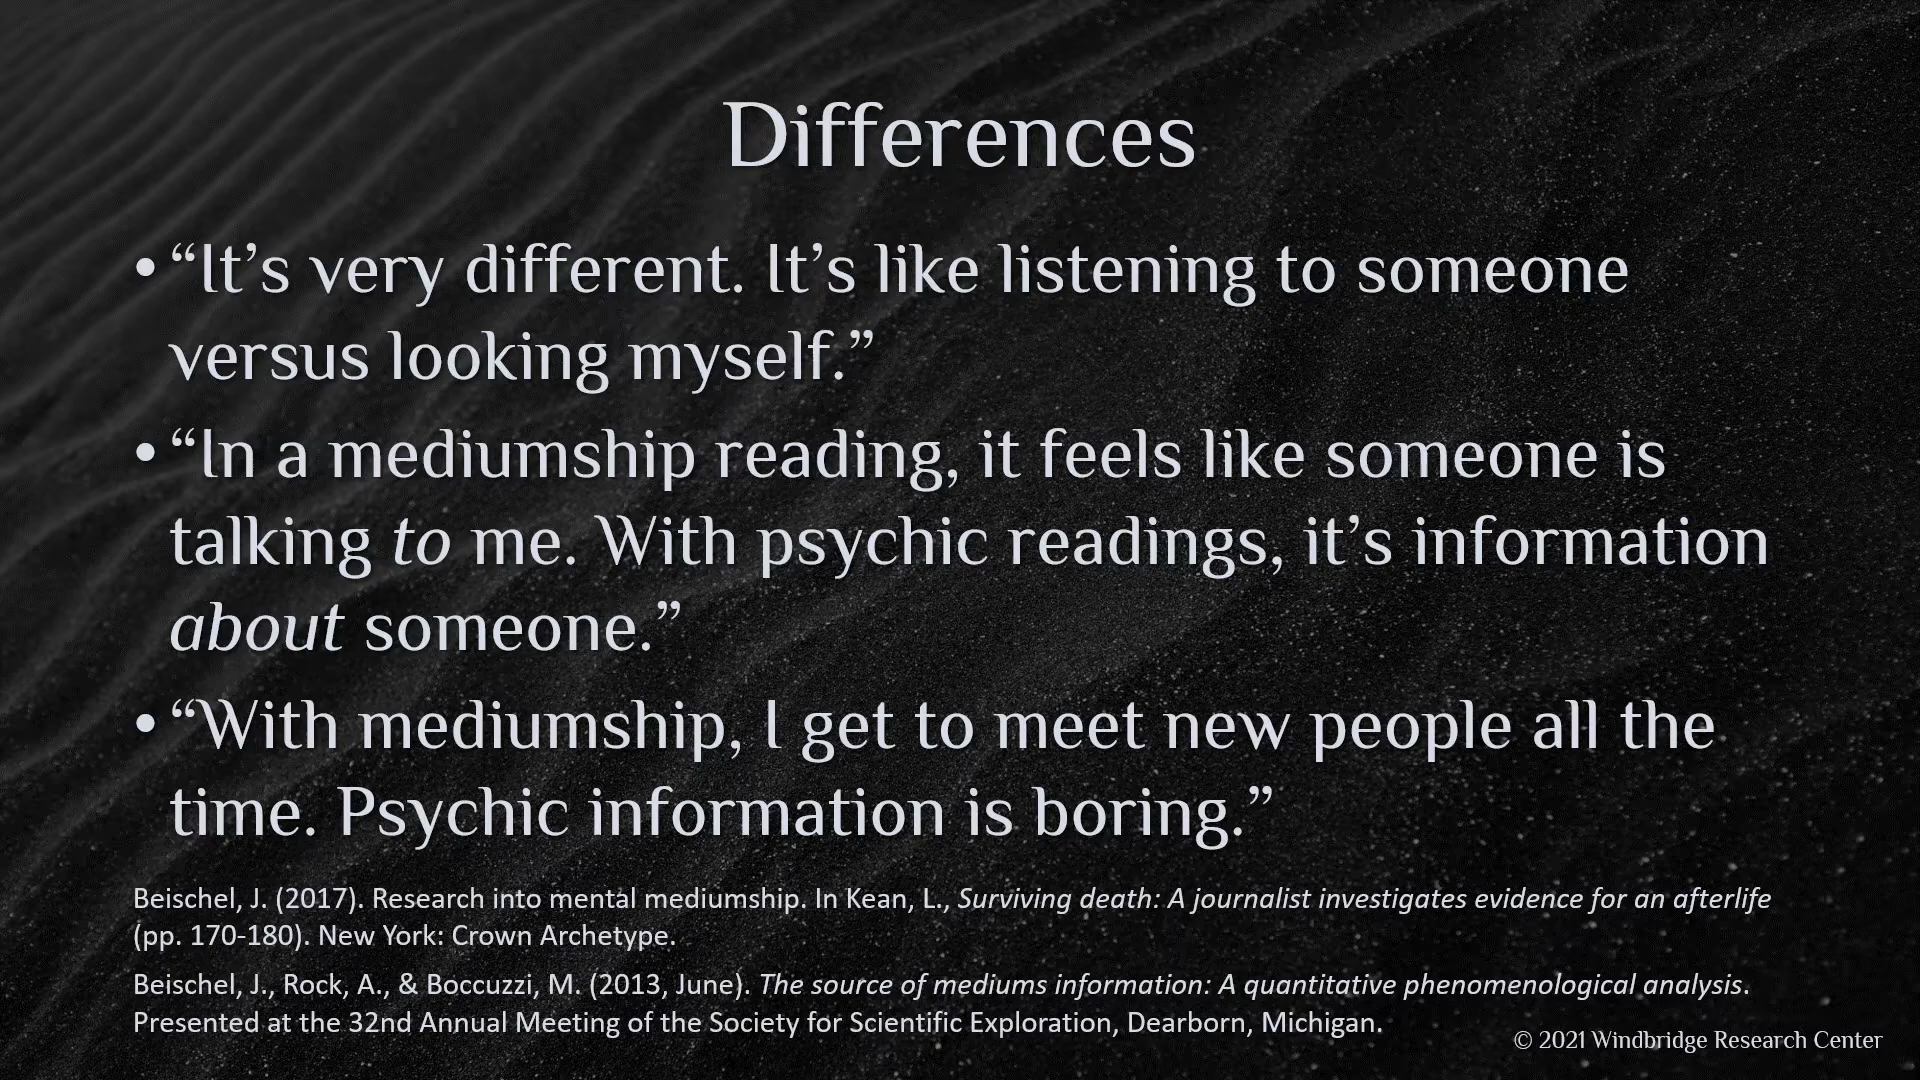 Differences
• “It’s very different. It’s like listening to someone
versus looking myself.”
• “In a mediumship reading, it feels like someone is
talking to me. With psychic readings, it’s information
about someone.”
• “With mediumship, I get to meet new people all the
time. Psychic information is boring.”
Beischel, J. (2017). Research into mental mediumship. In Kean, L., Surviving death: A journalist investigates evidence for an afterlife
(pp. 170-180). New York: Crown Archetype.
Beischel, J., Rock, A., & Boccuzzi, M. (2013, June). The source of mediums information: A quantitative phenomenological analysis.
Presented at the 32nd Annual Meeting of the Society for Scientific Exploration, Dearborn, Michigan.
© 2021 Windbridge Research Center